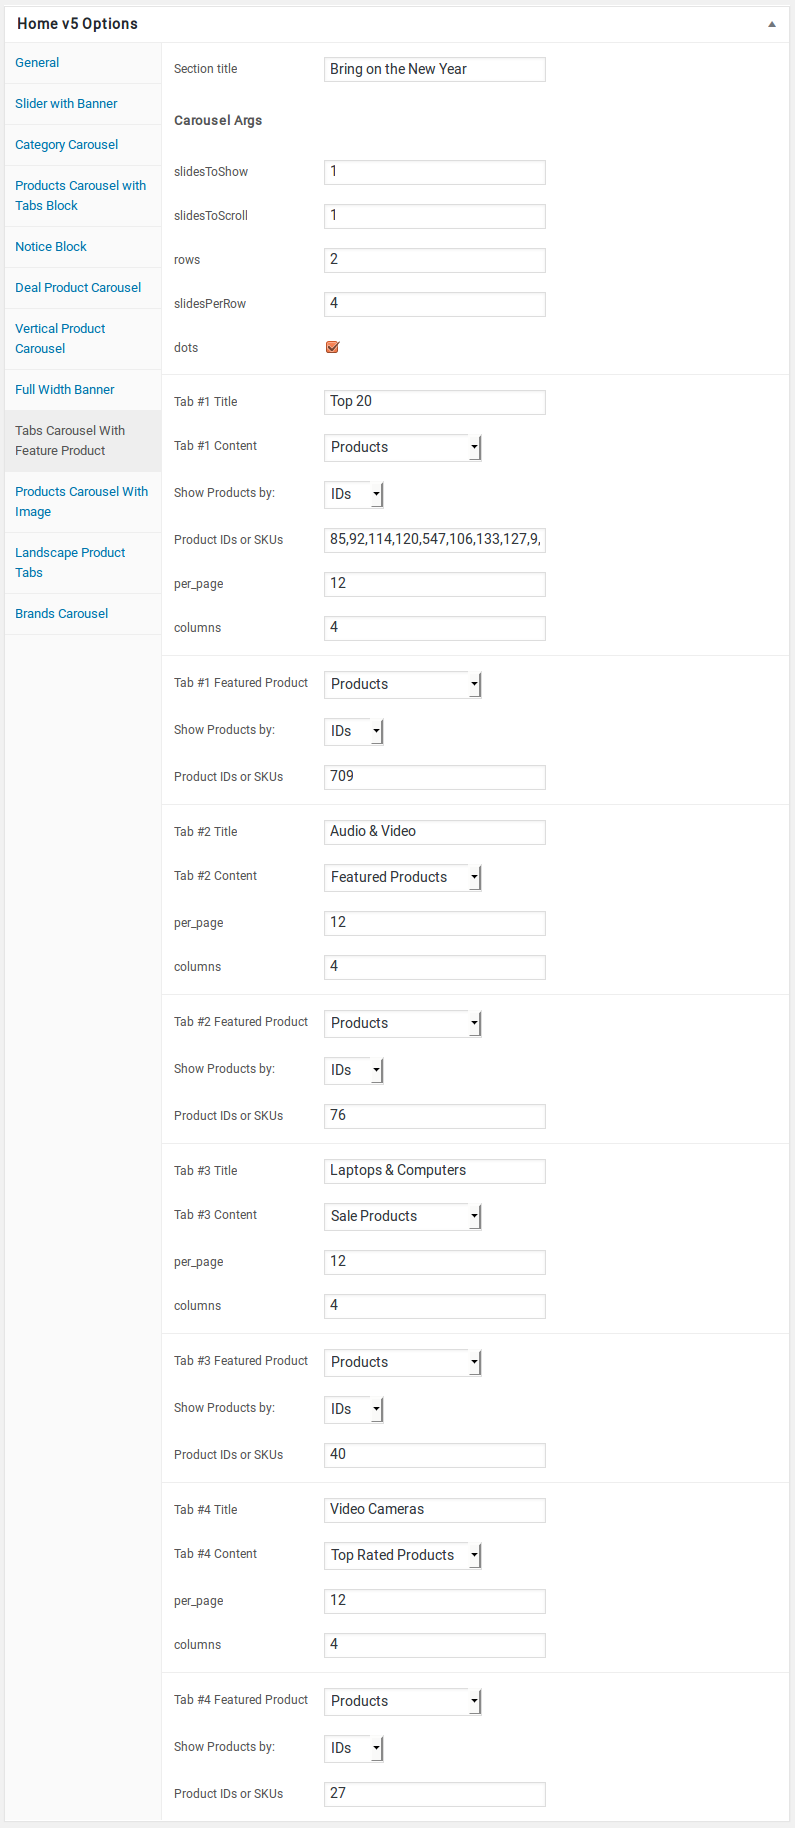 Home v5 Options
General
Slider with Banner
Category Carousel
Products Carousel with
Tabs Block
Notice Block
Deal Product Carousel
Vertical Product
Carousel
Full Width Banner
Tabs Carousel With
Feature Product
Products Carousel With
Image
Landscape Product
Tabs
Brands Carousel
Section title Bring on the New Year
Carousel Args
slidesToShow 1
slidesToScroll 1
rows 2
slidesPerRow 4
dots
Tab #1 Title Top 20
Tab #1 Content Products
Show Products by: IDs
Product IDs or SKUs 85,92,114,120,547,106,133,127,9,
per_page 12
columns 4
Tab #1 Featured Product Products
Show Products by: IDs
Product IDs or SKUs 709
Tab #2 Title Audio & Video
Tab #2 Content Featured Products
per_page 12
columns 4
Tab #2 Featured Product Products
Show Products by: IDs
Product IDs or SKUs 76
Tab #3 Title Laptops & Computers
Tab #3 Content Sale Products
per_page 12
columns 4
Tab #3 Featured Product Products
Show Products by: IDs
Product IDs or SKUs 40
Tab #4 Title Video Cameras
Tab #4 Content Top Rated Products
per_page 12
columns 4
Tab #4 Featured Product Products
Show Products by: IDs
Product IDs or SKUs 27